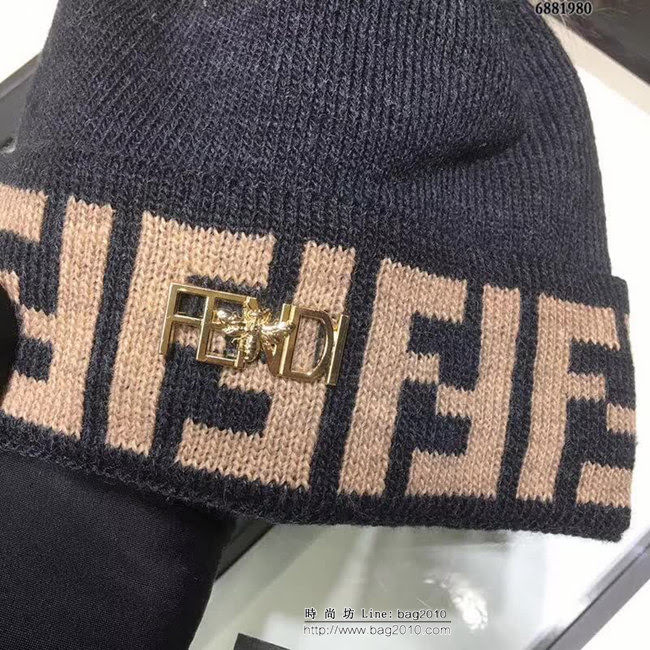 6881980
FENDI
時尚坊 Line: bag2010
http://www.bag2010.com